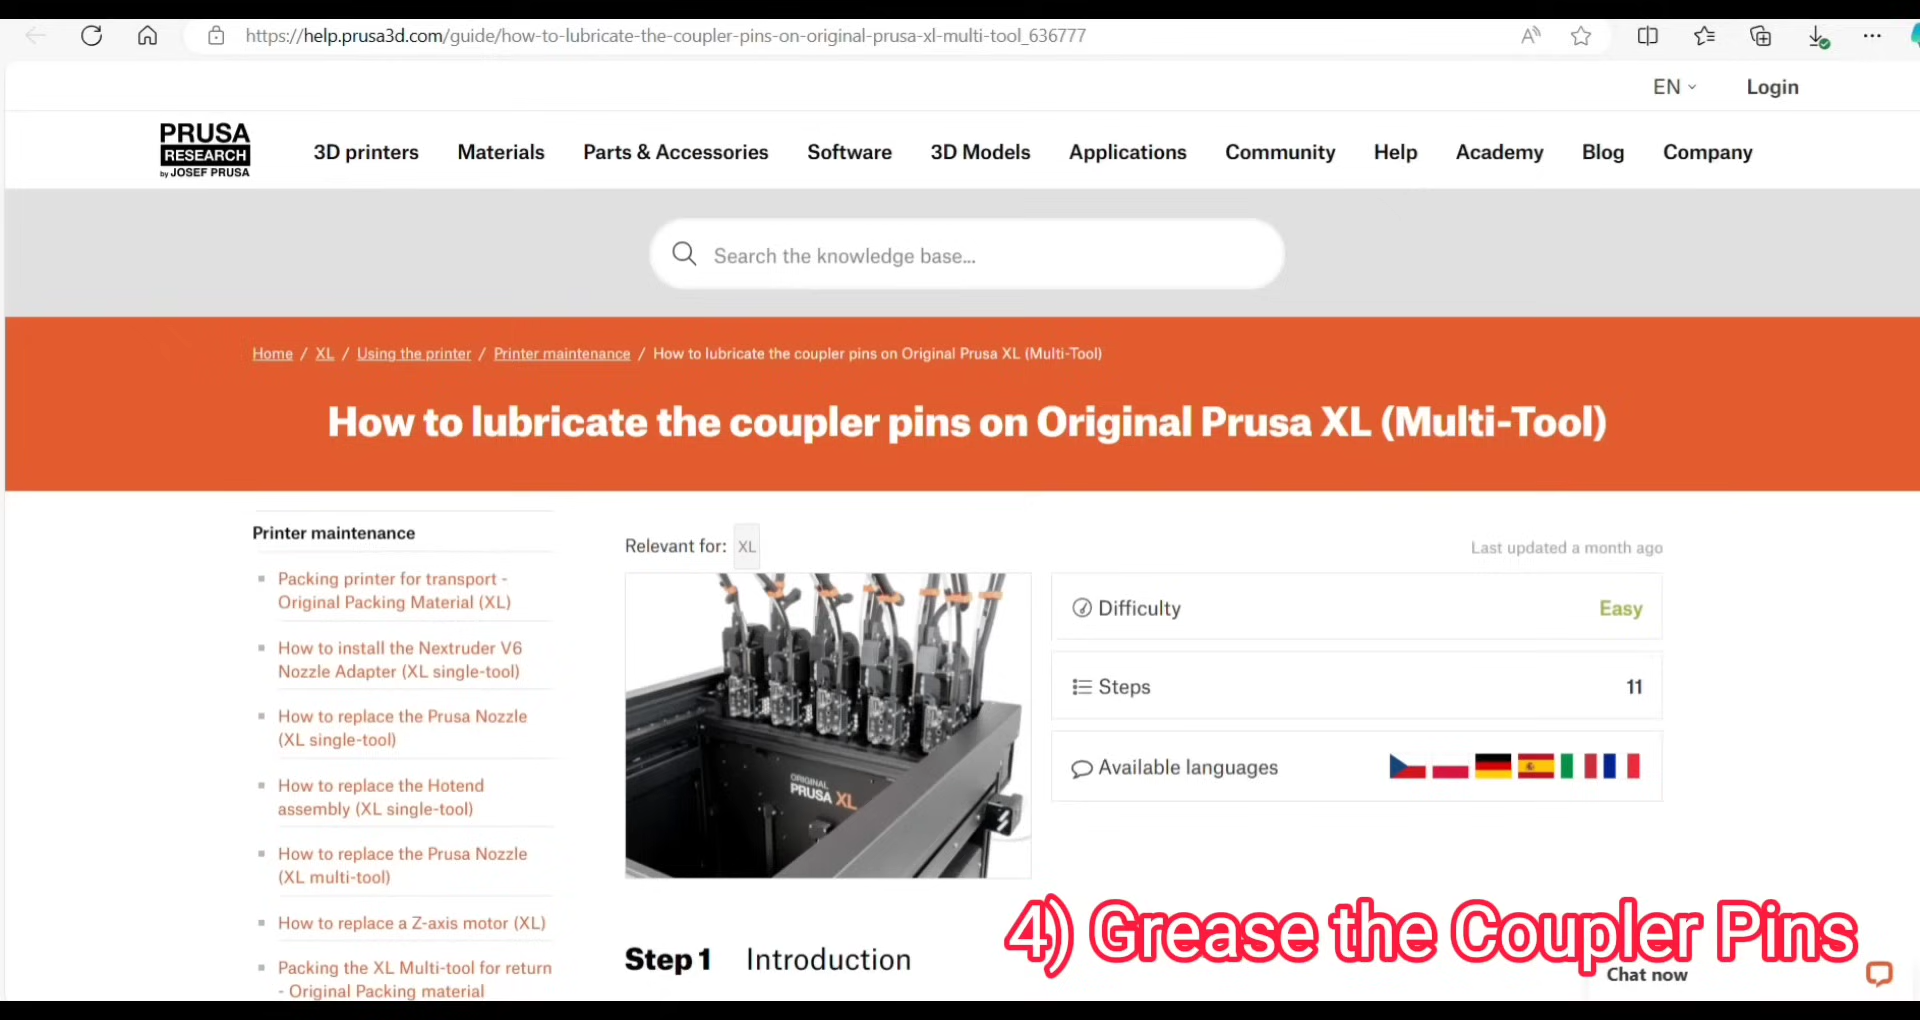 https://help.prusa3d.com/guide/how-to-lubricate-the-coupler-pins-on-original-prusa-xl-multi-tool_636777
EN
Login
PRUSA
RESEARCH
by JOSEF PRUSA
3D printers
Materials
Parts & Accessories
Software
3D Models
Applications
Community
Help
Academy
Blog
Company
Search the knowledge base...
Home / XL / Using the printer / Printer maintenance / How to lubricate the coupler pins on Original Prusa XL (Multi-Tool)
How to lubricate the coupler pins on Original Prusa XL (Multi-Tool)
Printer maintenance
Packing printer for transport -
Original Packing Material (XL)
How to install the Nextruder V6
Nozzle Adapter (XL single-tool)
How to replace the Prusa Nozzle
(XL single-tool)
How to replace the Hotend
assembly (XL single-tool)
How to replace the Prusa Nozzle
(XL multi-tool)
How to replace a Z-axis motor (XL)
Packing the XL Multi-tool for return
- Original Packing material
Relevant for: XL
Last updated a month ago
ORIGINAL
PRUSA XL
Difficulty
Easy
Steps
11
Available languages
Step 1 Introduction
4) Grease the Coupler Pins
Chat now